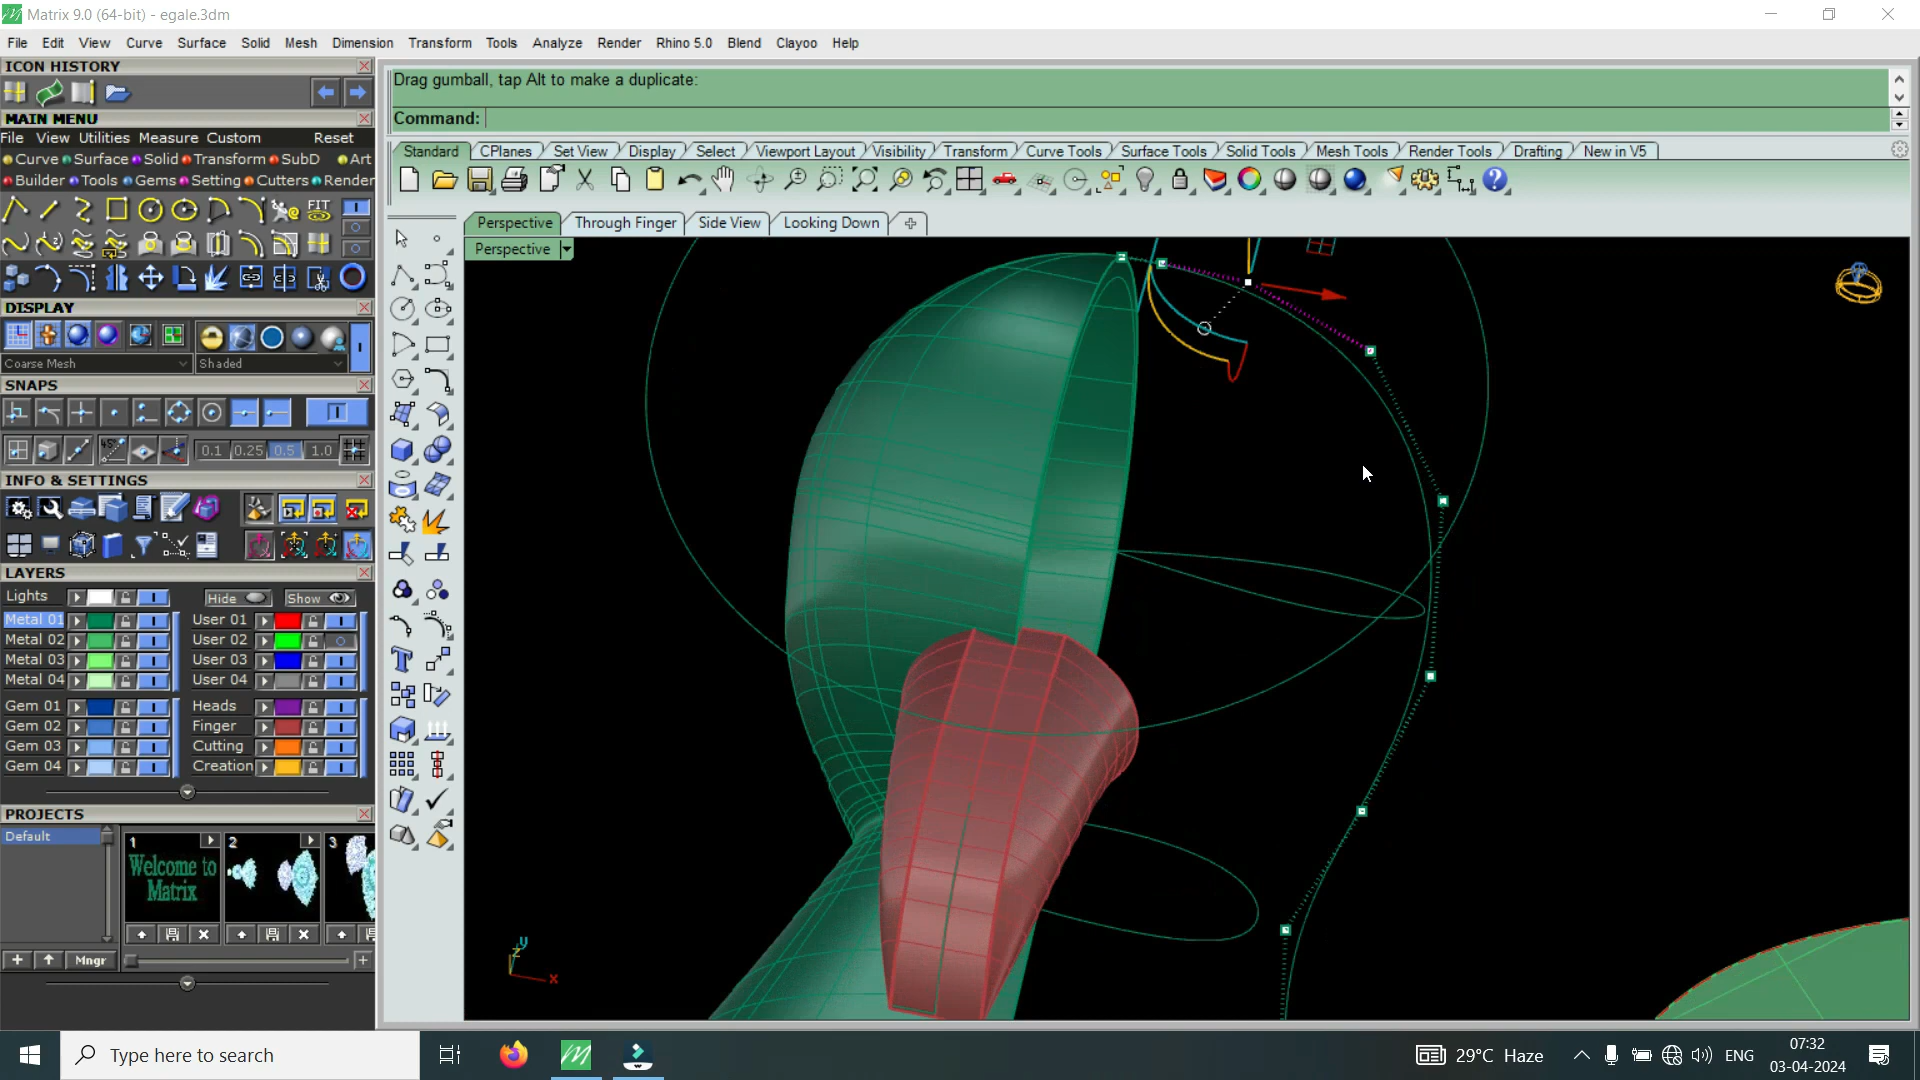 Matrix 9.0 (64-bit) - egale.3dm
File Edit View Curve Surface Solid Mesh Dimension Transform Tools Analyze Render Rhino 5.0 Blend Clayoo Help
ICON HISTORY
Drag gumball, tap Alt to make a duplicate:
Command:
MAIN MENU
File View Utilities Measure Custom Reset
Curve Surface Solid Transform SubD Art
Builder Tools Gems Setting Cutters Render
Standard CPlanes Set View Display Select Viewport Layout Visibility Transform Curve Tools Surface Tools Solid Tools Mesh Tools Render Tools Drafting New in V5
FIT
Perspective Through Finger Side View Looking Down
Perspective
DISPLAY
Coarse Mesh Shaded
SNAPS
0.1 0.25 0.5 1.0
INFO & SETTINGS
LAYERS
Lights Hide Show
Metal 01 User 01
Metal 02 User 02
Metal 03 User 03
Metal 04 User 04
Gem 01 Heads
Gem 02 Finger
Gem 03 Cutting
Gem 04 Creation
PROJECTS
Default
1 2 3
Welcome to
Matrix
Mngr
z y x
Type here to search
29°C Haze
ENG
07:32
03-04-2024